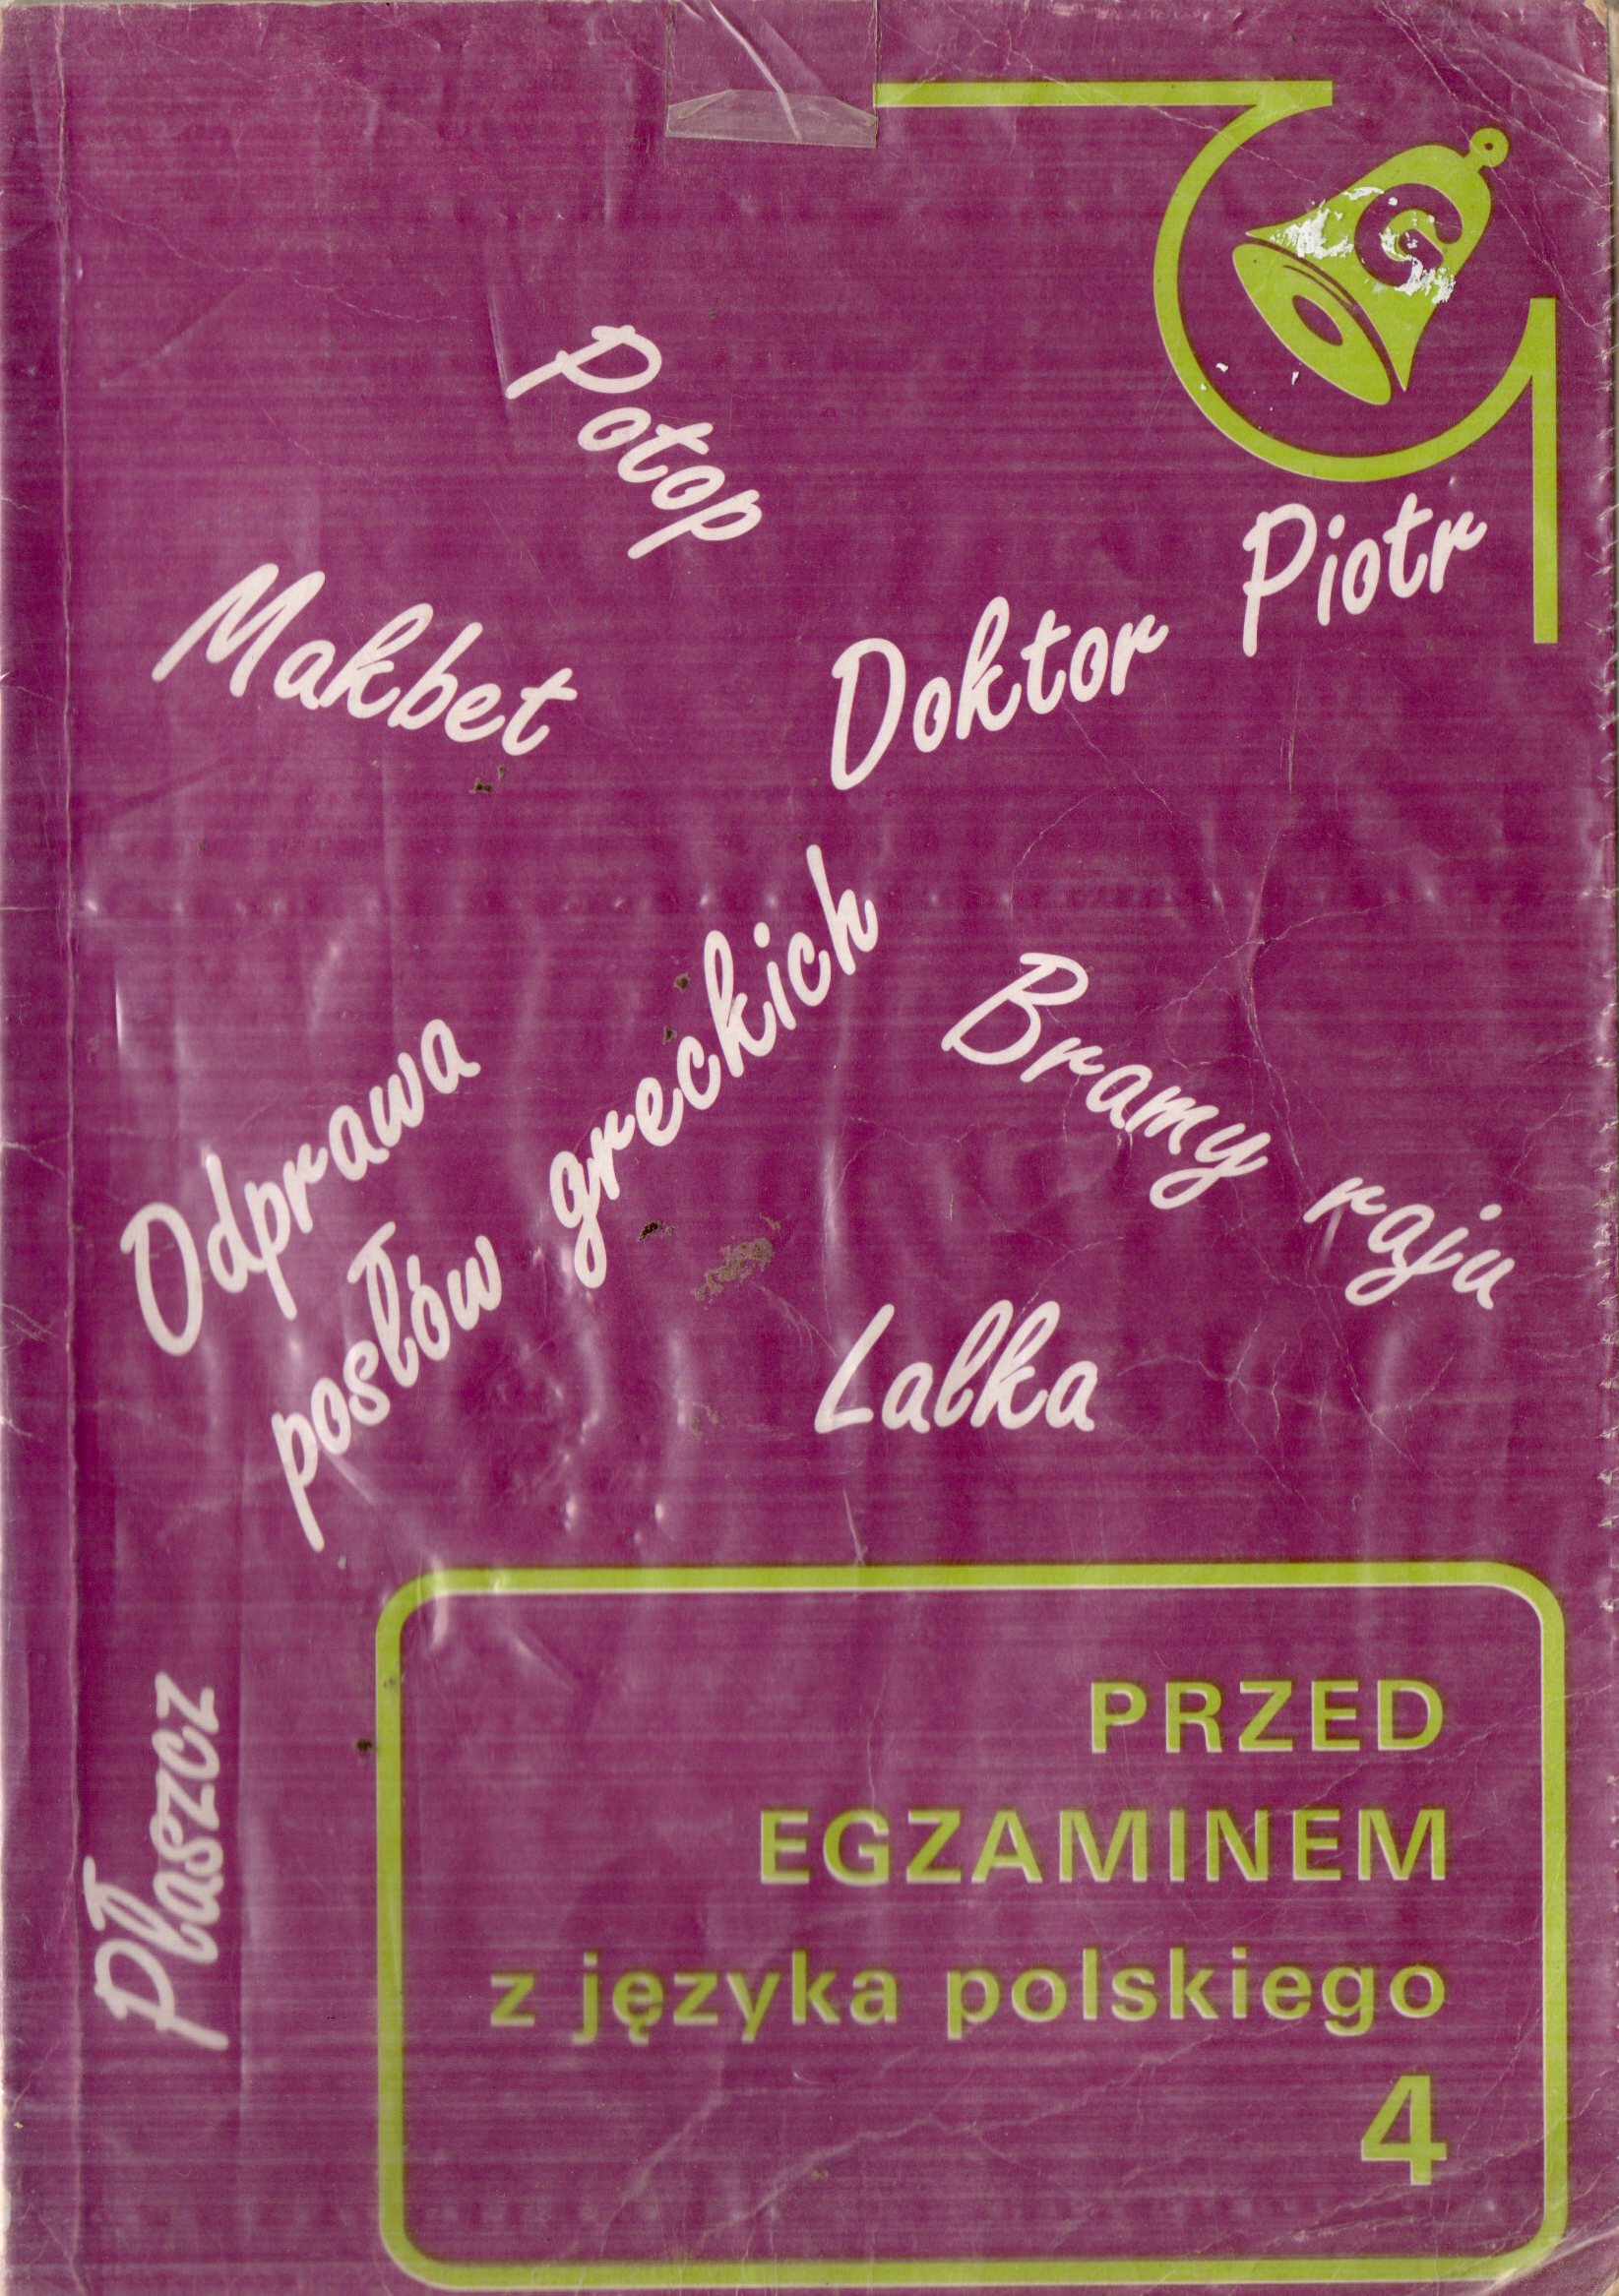 G
Potop
Makbet
Doktor Piotr
Odprawa
posłów greckich
Bramy raju
Lalka
Płaszcz
PRZED
EGZAMINEM
z języka polskiego
4